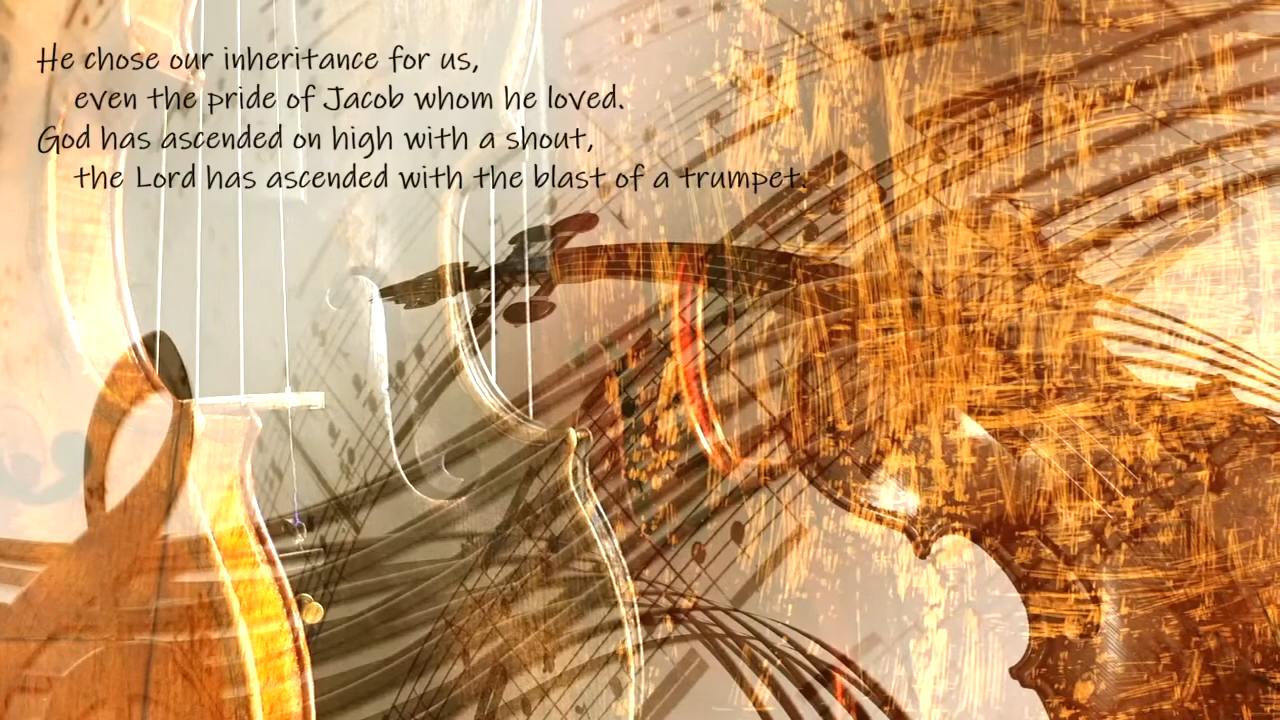 He chose our inheritance for us,
even the pride of Jacob whom he loved.
God has ascended on high with a shout,
the Lord has ascended with the blast of a trumpet.